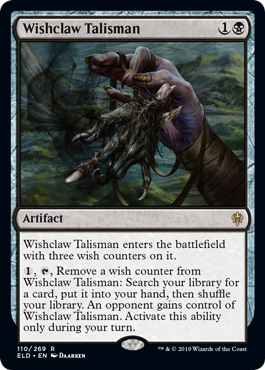 Wishclaw Talisman 1
Artifact
Wishclaw Talisman enters the battlefield
with three wish counters on it.
1, , Remove a wish counter from
Wishclaw Talisman: Search your library for
a card, put it into your hand, then shuffle
your library. An opponent gains control of
Wishclaw Talisman. Activate this ability
only during your turn.
110/269 R
ELD • EN DAARKEN
™ & © 2019 Wizards of the Coast